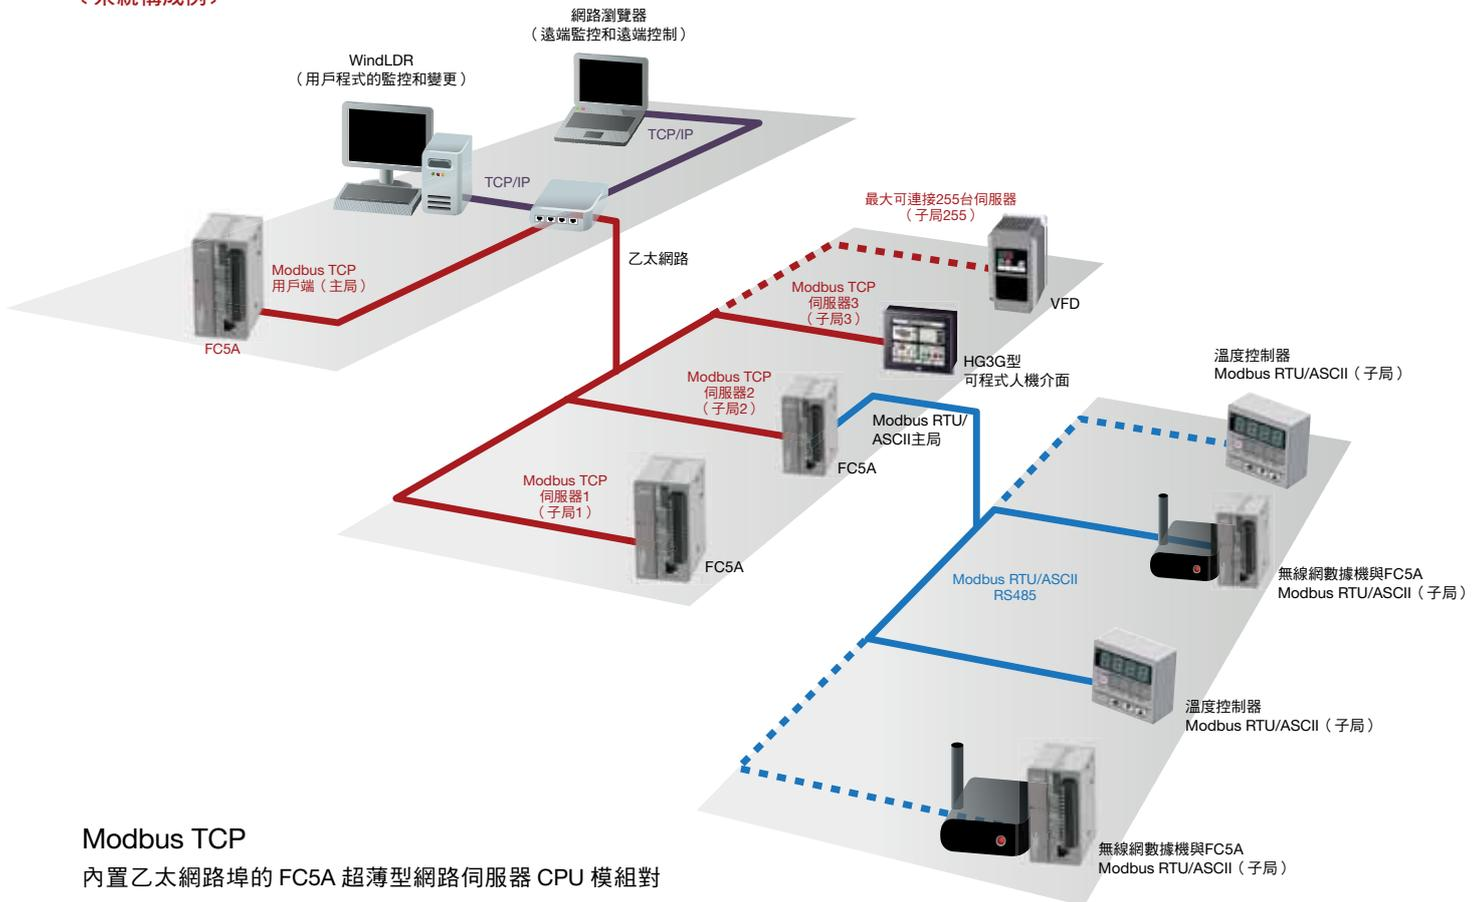 （系統構成例）
網路瀏覽器
（遠端監控和遠端控制）
WindLDR
（用戶程式的監控和變更）
TCP/IP
TCP/IP
最大可連接255台伺服器
（子局255）
乙太網路
Modbus TCP
用戶端（主局）
FC5A
Modbus TCP
伺服器3
（子局3）
VFD
HG3G型
可程式人機介面
溫度控制器
Modbus RTU/ASCII（子局）
Modbus TCP
伺服器2
（子局2）
Modbus RTU/
ASCII主局
FC5A
Modbus TCP
伺服器1
（子局1）
FC5A
Modbus RTU/ASCII
RS485
無線網數據機與FC5A
Modbus RTU/ASCII（子局）
溫度控制器
Modbus RTU/ASCII（子局）
無線網數據機與FC5A
Modbus RTU/ASCII（子局）
Modbus TCP
內置乙太網路埠的 FC5A 超薄型網路伺服器 CPU 模組對